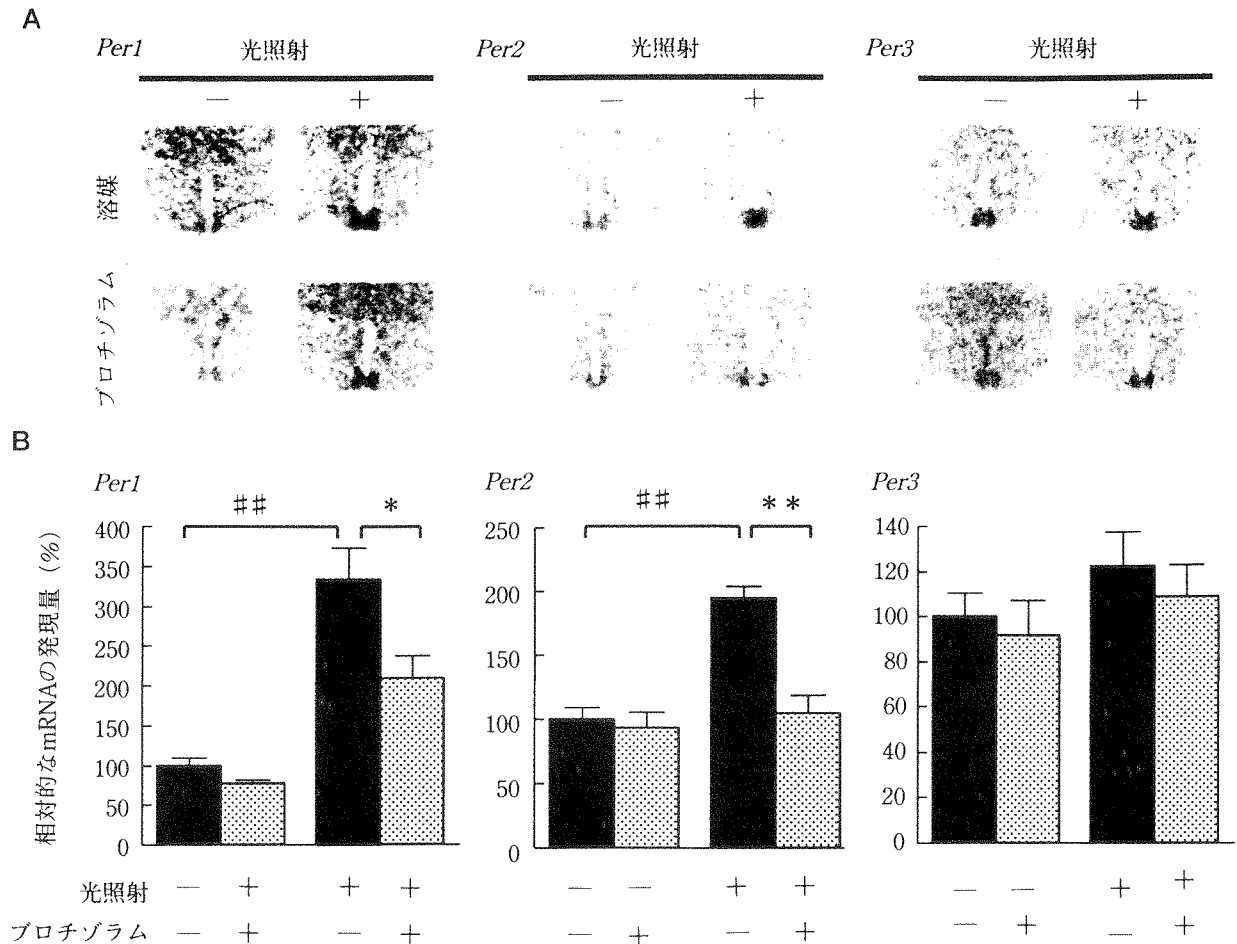 A
Per1 光照射 Per2 光照射 Per3 光照射
— + — + — +
溶媒
ブロチゾラム
B
Per1 Per2 Per3
## * ## **
相対的なmRNAの発現量 (%)
400
350
300
250
200
150
100
50
0
250
200
150
100
50
0
140
120
100
80
60
40
20
0
光照射 — + + + — — + + — — + +
ブロチゾラム — + — + — + — + — + — +